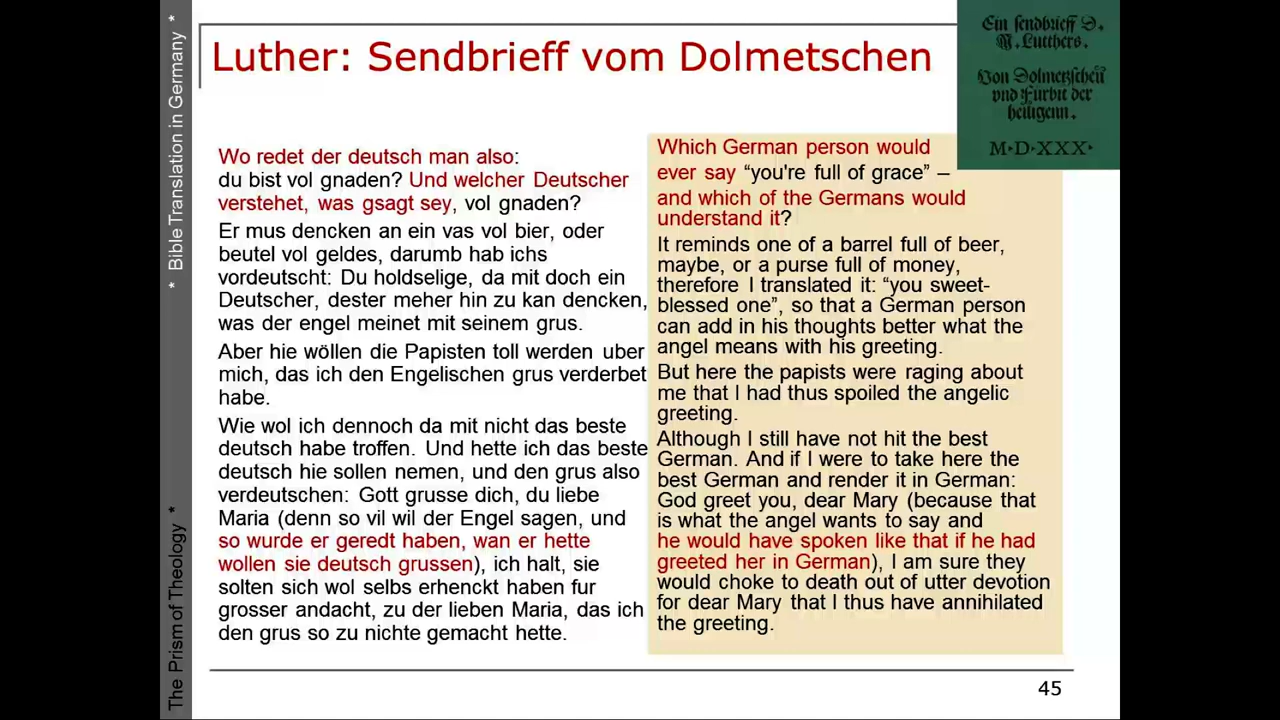 Luther: Sendbrieff vom Dolmetschen
Ein sendbrieff D.
M. Lutthers.
Von Dolmetzschen
vnd Fürbit der
heiligenn.
M·D·XXX·
Wo redet der deutsch man also:
du bist vol gnaden? Und welcher Deutscher
verstehet, was gsagt sey, vol gnaden?
Er mus dencken an ein vas vol bier, oder
beutel vol geldes, darumb hab ichs
vordeutscht: Du holdselige, da mit doch ein
Deutscher, dester meher hin zu kan dencken,
was der engel meinet mit seinem grus.
Aber hie wöllen die Papisten toll werden uber
mich, das ich den Engelischen grus verderbet
habe.
Wie wol ich dennoch da mit nicht das beste
deutsch habe troffen. Und hette ich das beste
deutsch hie sollen nemen, und den grus also
verdeutschen: Gott grusse dich, du liebe
Maria (denn so vil wil der Engel sagen, und
so wurde er geredt haben, wan er hette
wollen sie deutsch grussen), ich halt, sie
solten sich wol selbs erhenckt haben fur
grosser andacht, zu der lieben Maria, das ich
den grus so zu nichte gemacht hette.
Which German person would
ever say “you're full of grace” –
and which of the Germans would
understand it?
It reminds one of a barrel full of beer,
maybe, or a purse full of money,
therefore I translated it: “you sweet-
blessed one”, so that a German person
can add in his thoughts better what the
angel means with his greeting.
But here the papists were raging about
me that I had thus spoiled the angelic
greeting.
Although I still have not hit the best
German. And if I were to take here the
best German and render it in German:
God greet you, dear Mary (because that
is what the angel wants to say and
he would have spoken like that if he had
greeted her in German), I am sure they
would choke to death out of utter devotion
for dear Mary that I thus have annihilated
the greeting.
The Prism of Theology *
* Bible Translation in Germany *
45